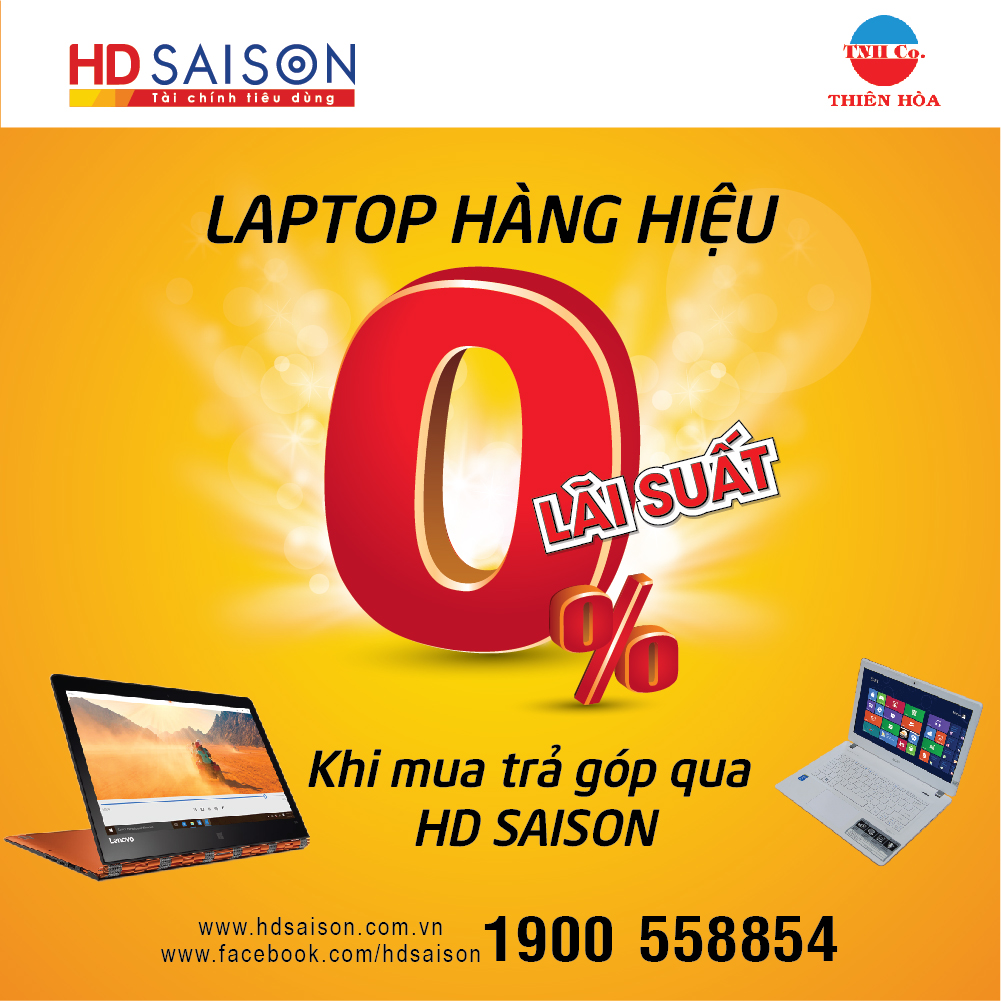 HD SAISON
Tài chính tiêu dùng
TNH Co.
THIÊN HÒA
LAPTOP HÀNG HIỆU
0%
LÃI SUẤT
Khi mua trả góp qua
HD SAISON
Lenovo
www.hdsaison.com.vn
www.facebook.com/hdsaison
1900 558854